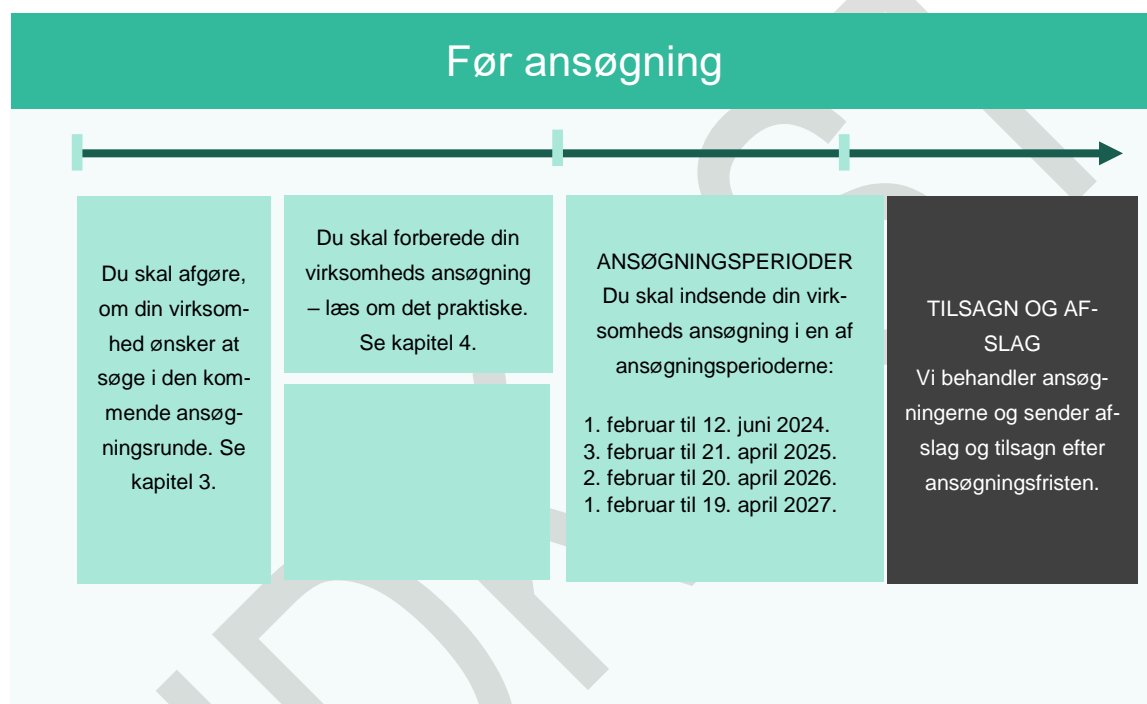 Før ansøgning
Du skal afgøre,
om din virksom-
hed ønsker at
søge i den kom-
mende ansøg-
ningsrunde. Se
kapitel 3.
Du skal forberede din
virksomheds ansøgning
– læs om det praktiske.
Se kapitel 4.
ANSØGNINGSPERIODER
Du skal indsende din virk-
somheds ansøgning i en af
ansøgningsperioderne:
1. februar til 12. juni 2024.
3. februar til 21. april 2025.
2. februar til 20. april 2026.
1. februar til 19. april 2027.
TILSAGN OG AF-
SLAG
Vi behandler ansøg-
ningerne og sender af-
slag og tilsagn efter
ansøgningsfristen.